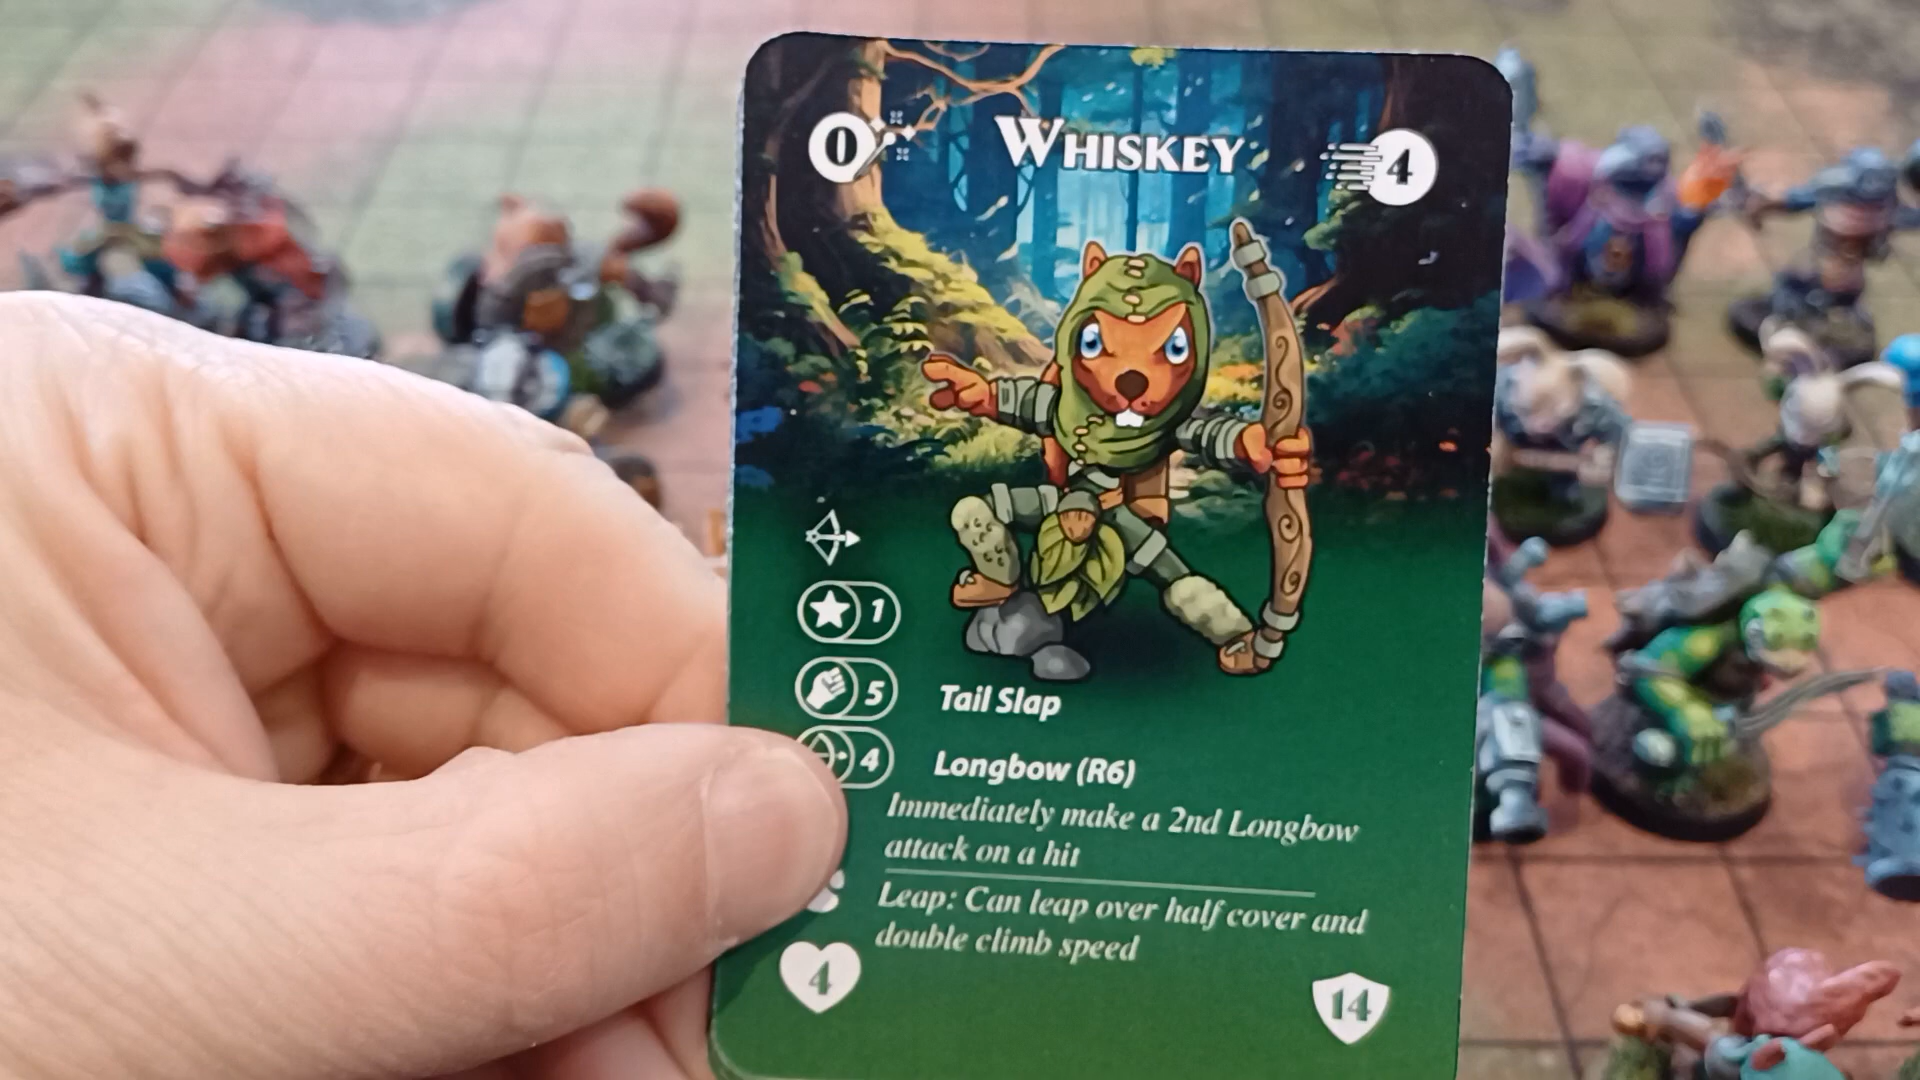 0 WHISKEY 4
1
5 Tail Slap
4 Longbow (R6)
Immediately make a 2nd Longbow
attack on a hit
Leap: Can leap over half cover and
double climb speed
4 14